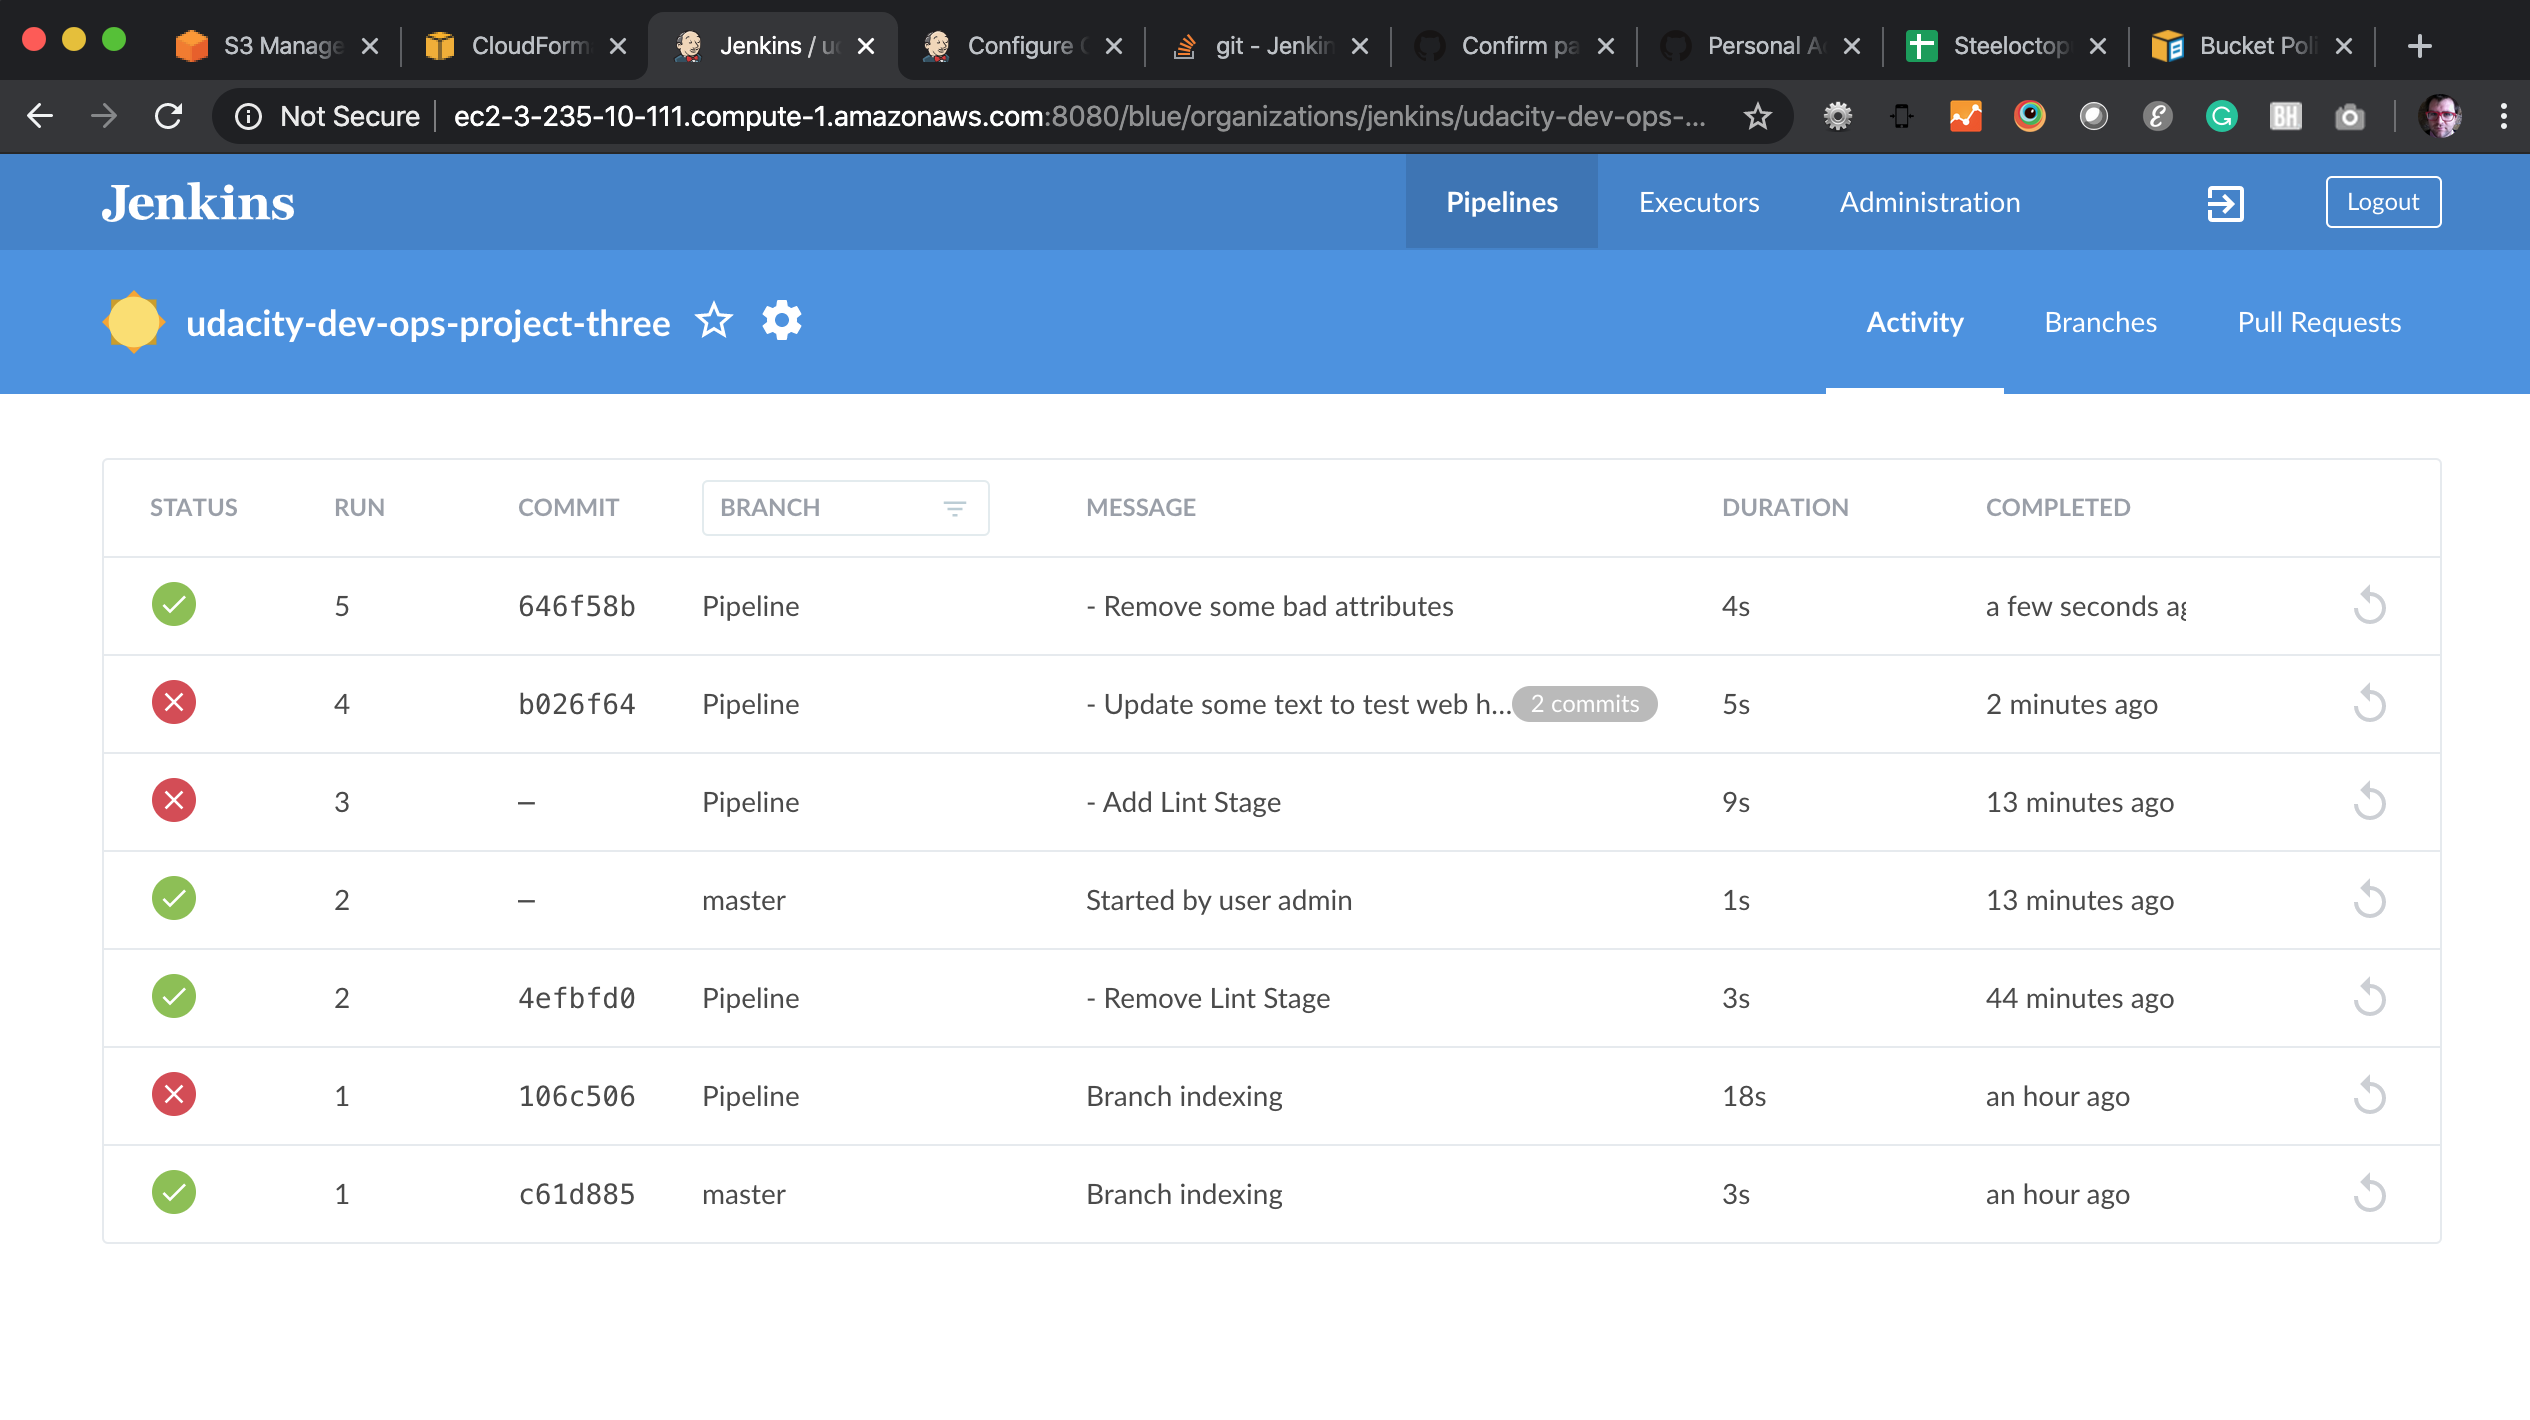 S3 Manage
CloudForm
Jenkins / u
Configure
git - Jenkin
Confirm pa
Personal A
Steeloctop
Bucket Poli
Not Secure
ec2-3-235-10-111.compute-1.amazonaws.com:8080/blue/organizations/jenkins/udacity-dev-ops-...
BH
Jenkins
Pipelines
Executors
Administration
Logout
udacity-dev-ops-project-three
Activity
Branches
Pull Requests
STATUS RUN COMMIT BRANCH MESSAGE DURATION COMPLETED
5 646f58b Pipeline - Remove some bad attributes 4s a few seconds ag
4 b026f64 Pipeline - Update some text to test web h... 2 commits 5s 2 minutes ago
3 – Pipeline - Add Lint Stage 9s 13 minutes ago
2 – master Started by user admin 1s 13 minutes ago
2 4efbfd0 Pipeline - Remove Lint Stage 3s 44 minutes ago
1 106c506 Pipeline Branch indexing 18s an hour ago
1 c61d885 master Branch indexing 3s an hour ago